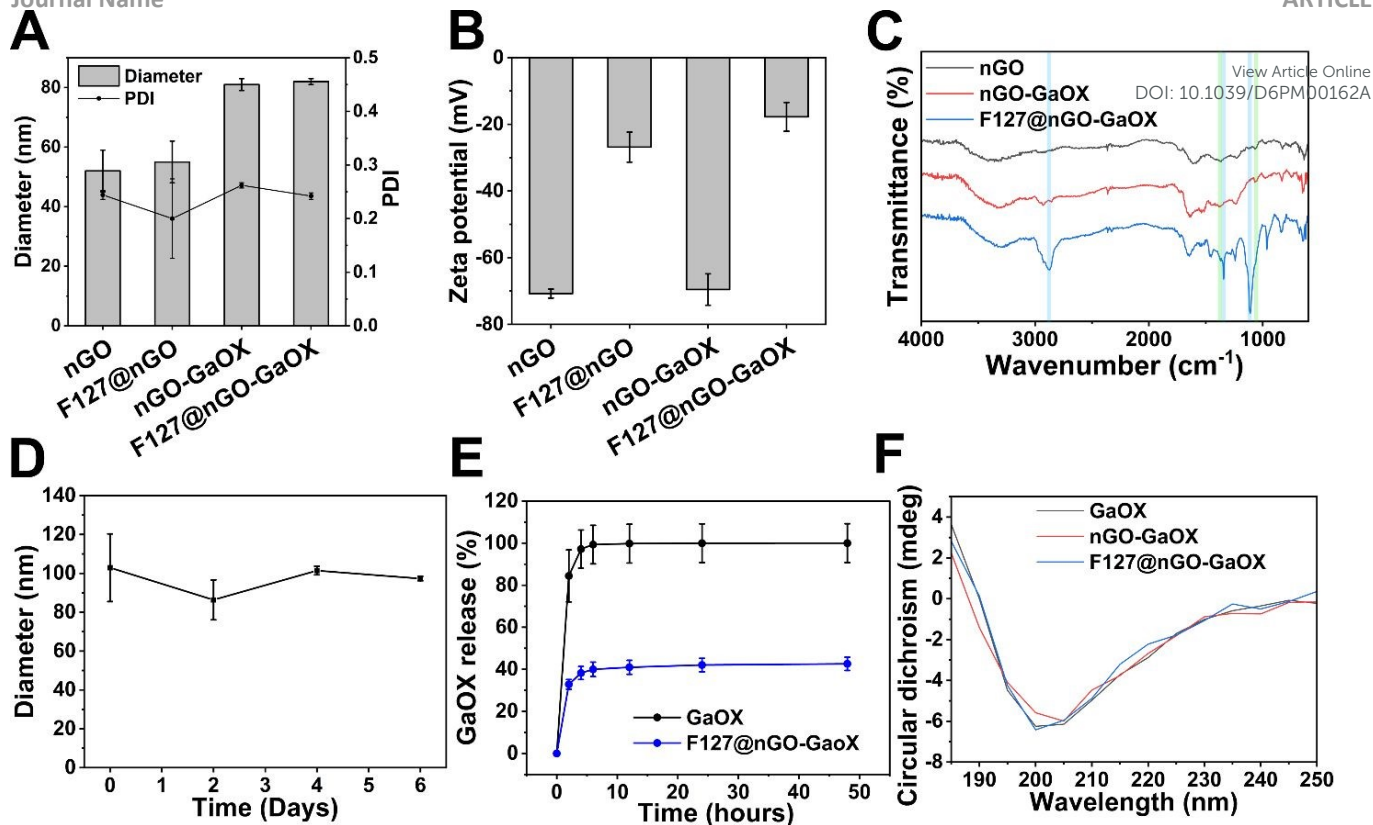 Journal Name
ARTICLE
View Article Online
DOI: 10.1039/D6PM00162A
A
Diameter
PDI
Diameter (nm)
0
20
40
60
80
PDI
0.0
0.1
0.2
0.3
0.4
0.5
nGO
F127@nGO
nGO-GaOX
F127@nGO-GaOX
B
Zeta potential (mV)
0
-20
-40
-60
-80
nGO
F127@nGO
nGO-GaOX
F127@nGO-GaOX
C
nGO
nGO-GaOX
F127@nGO-GaOX
Transmittance (%)
4000 3000 2000 1000
Wavenumber (cm-1)
D
Diameter (nm)
140
120
100
80
60
40
20
0
0 1 2 3 4 5 6
Time (Days)
E
GaOX release (%)
120
100
80
60
40
20
0
GaOX
F127@nGO-GaoX
0 10 20 30 40 50
Time (hours)
F
GaOX
nGO-GaOX
F127@nGO-GaOX
Circular dichroism (mdeg)
4
2
0
-2
-4
-6
-8
190 200 210 220 230 240 250
Wavelength (nm)